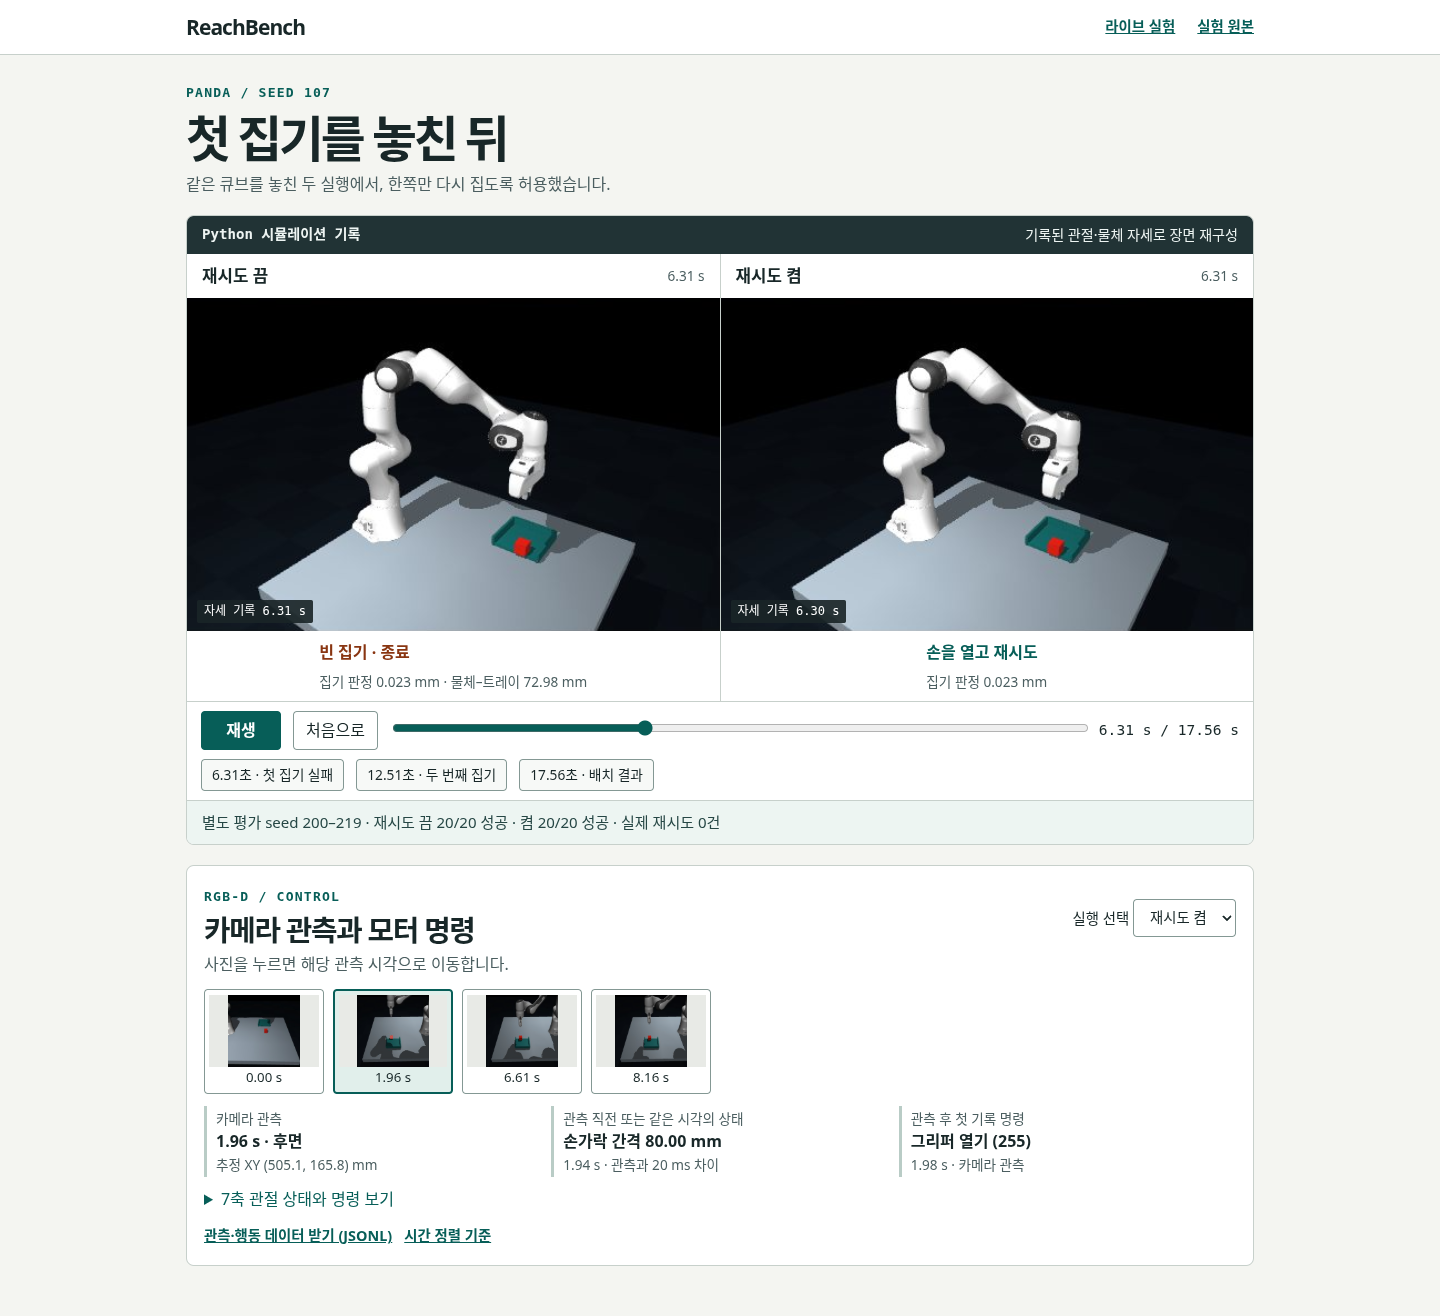 ReachBench
라이브 실험
실험 원본
PANDA / SEED 107
첫 집기를 놓친 뒤
같은 큐브를 놓친 두 실행에서, 한쪽만 다시 집도록 허용했습니다.
Python 시뮬레이션 기록
기록된 관절·물체 자세로 장면 재구성
재시도 끔
6.31 s
재시도 켬
6.31 s
자세 기록 6.31 s
자세 기록 6.30 s
빈 집기 · 종료
집기 판정 0.023 mm · 물체–트레이 72.98 mm
손을 열고 재시도
집기 판정 0.023 mm
재생
처음으로
6.31 s / 17.56 s
6.31초 · 첫 집기 실패
12.51초 · 두 번째 집기
17.56초 · 배치 결과
별도 평가 seed 200–219 · 재시도 끔 20/20 성공 · 켬 20/20 성공 · 실제 재시도 0건
RGB-D / CONTROL
카메라 관측과 모터 명령
사진을 누르면 해당 관측 시각으로 이동합니다.
실행 선택
재시도 켬
0.00 s
1.96 s
6.61 s
8.16 s
카메라 관측
1.96 s · 후면
추정 XY (505.1, 165.8) mm
관측 직전 또는 같은 시각의 상태
손가락 간격 80.00 mm
1.94 s · 관측과 20 ms 차이
관측 후 첫 기록 명령
그리퍼 열기 (255)
1.98 s · 카메라 관측
7축 관절 상태와 명령 보기
관측·행동 데이터 받기 (JSONL)
시간 정렬 기준